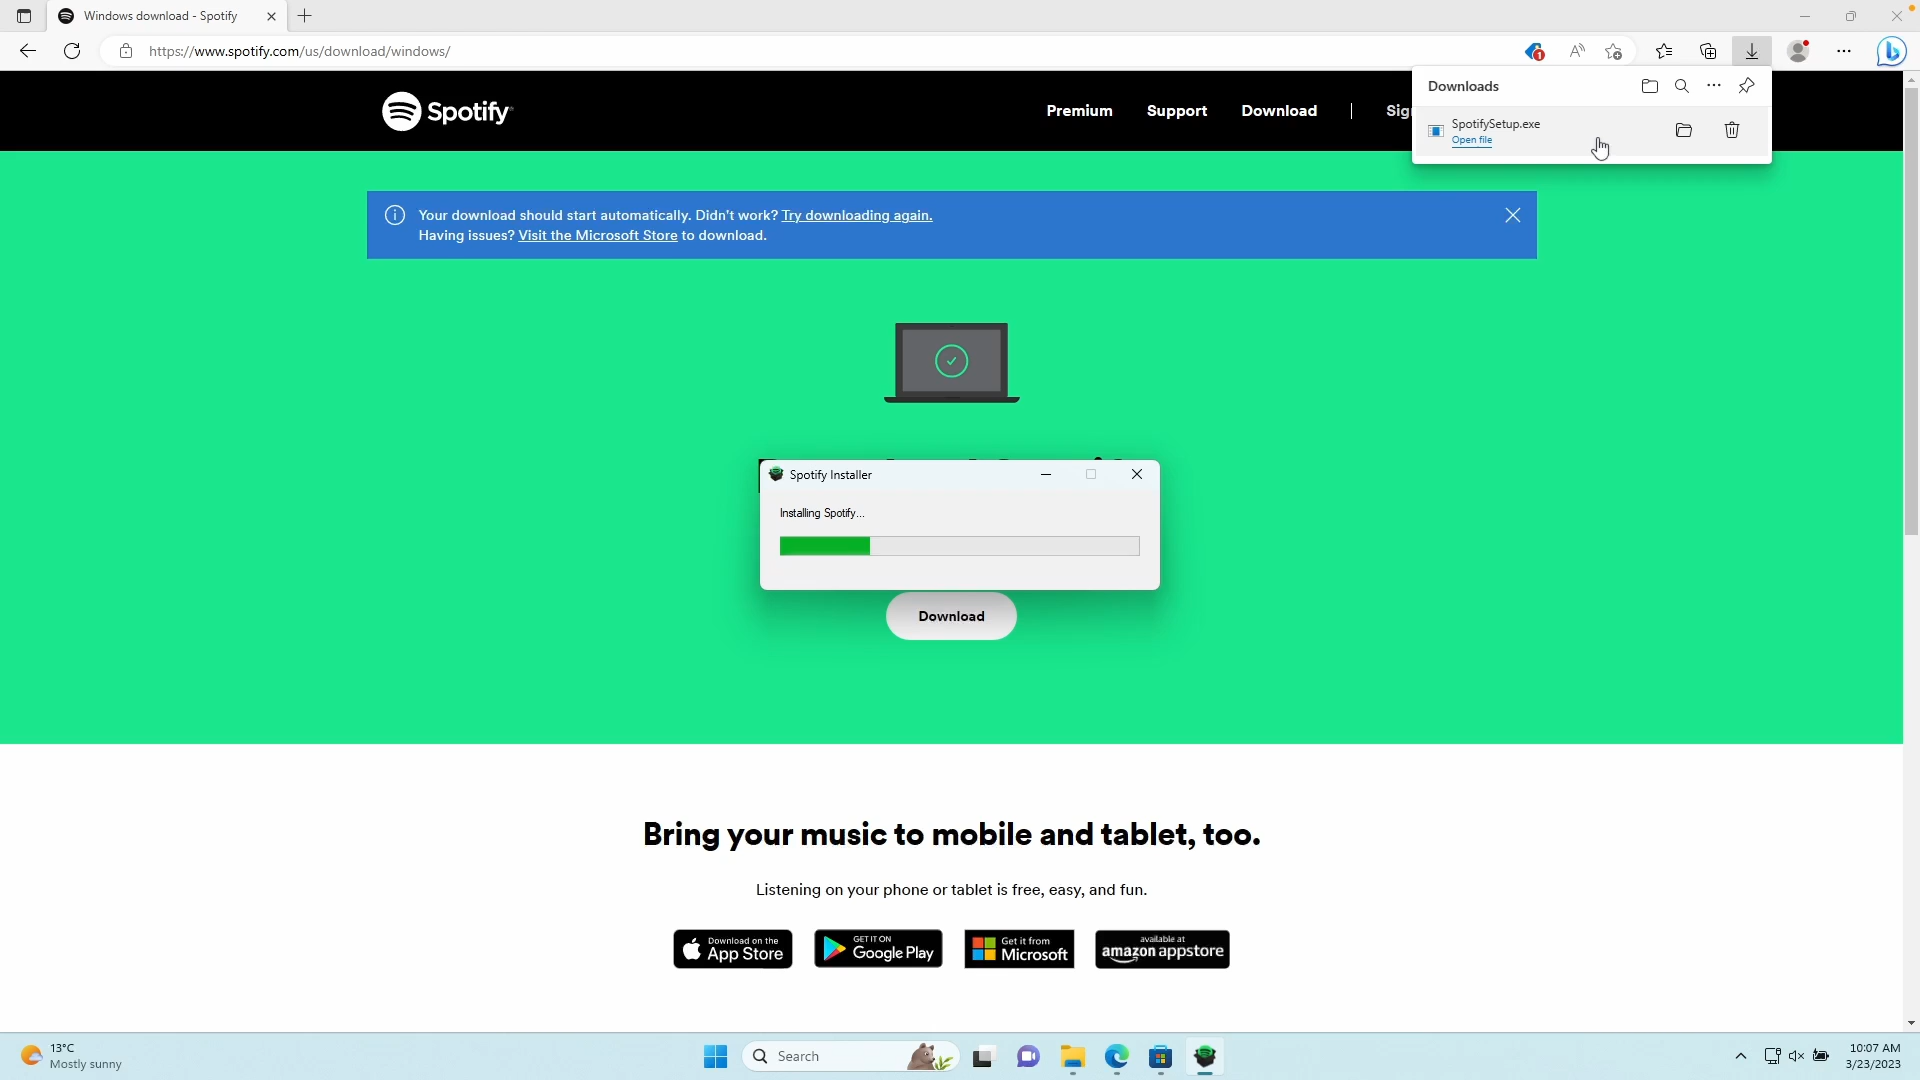 Windows download - Spotify
https://www.spotify.com/us/download/windows/
1
Spotify
Premium
Support
Download
Downloads
SpotifySetup.exe
Open file
Your download should start automatically. Didn't work? Try downloading again.
Having issues? Visit the Microsoft Store to download.
Spotify Installer
Installing Spotify...
Download
Bring your music to mobile and tablet, too.
Listening on your phone or tablet is free, easy, and fun.
Download on the
App Store
GET IT ON
Google Play
Get it from
Microsoft
available at
amazon appstore
13°C
Mostly sunny
Search
10:07 AM
3/23/2023